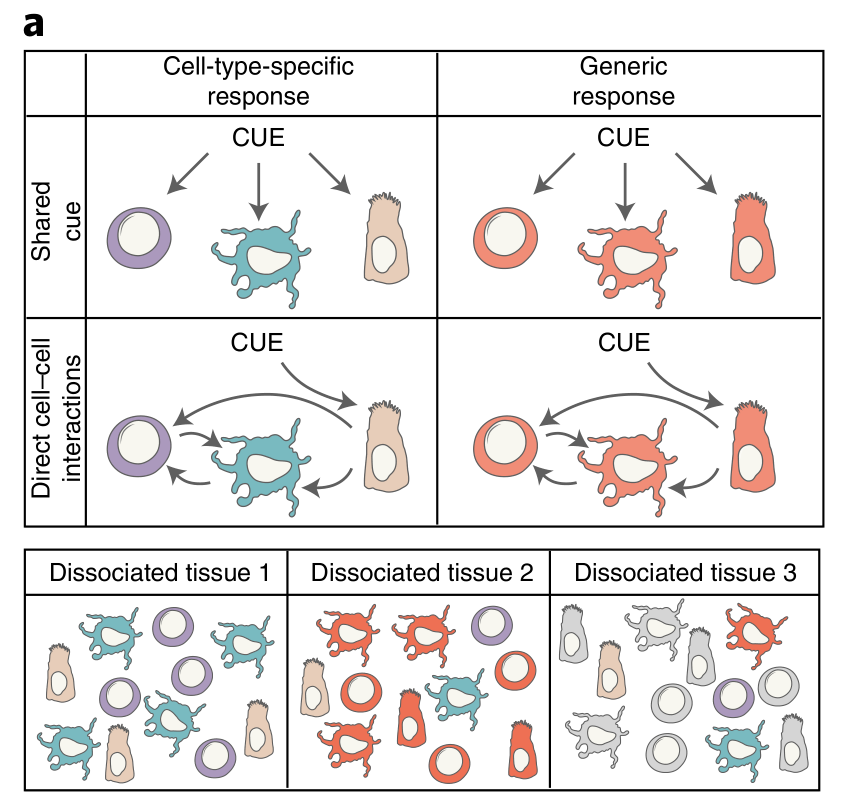 a
Cell-type-specific
response
Generic
response
Shared
cue
CUE
CUE
Direct cell–cell
interactions
CUE
CUE
Dissociated tissue 1
Dissociated tissue 2
Dissociated tissue 3